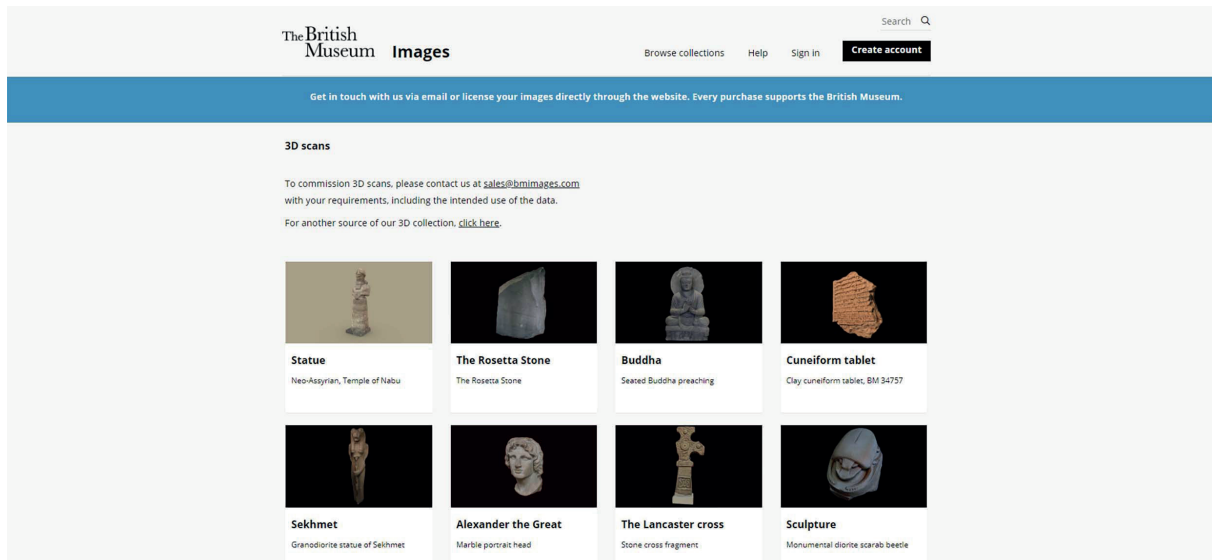 Search
The British
Museum Images
Browse collections Help Sign in Create account
Get in touch with us via email or license your images directly through the website. Every purchase supports the British Museum.
3D scans
To commission 3D scans, please contact us at sales@bmimages.com
with your requirements, including the intended use of the data.
For another source of our 3D collection, click here.
Statue
Neo-Assyrian, Temple of Nabu
The Rosetta Stone
The Rosetta Stone
Buddha
Seated Buddha preaching
Cuneiform tablet
Clay cuneiform tablet, BM 34757
Sekhmet
Granodiorite statue of Sekhmet
Alexander the Great
Marble portrait head
The Lancaster cross
Stone cross fragment
Sculpture
Monumental diorite scarab beetle